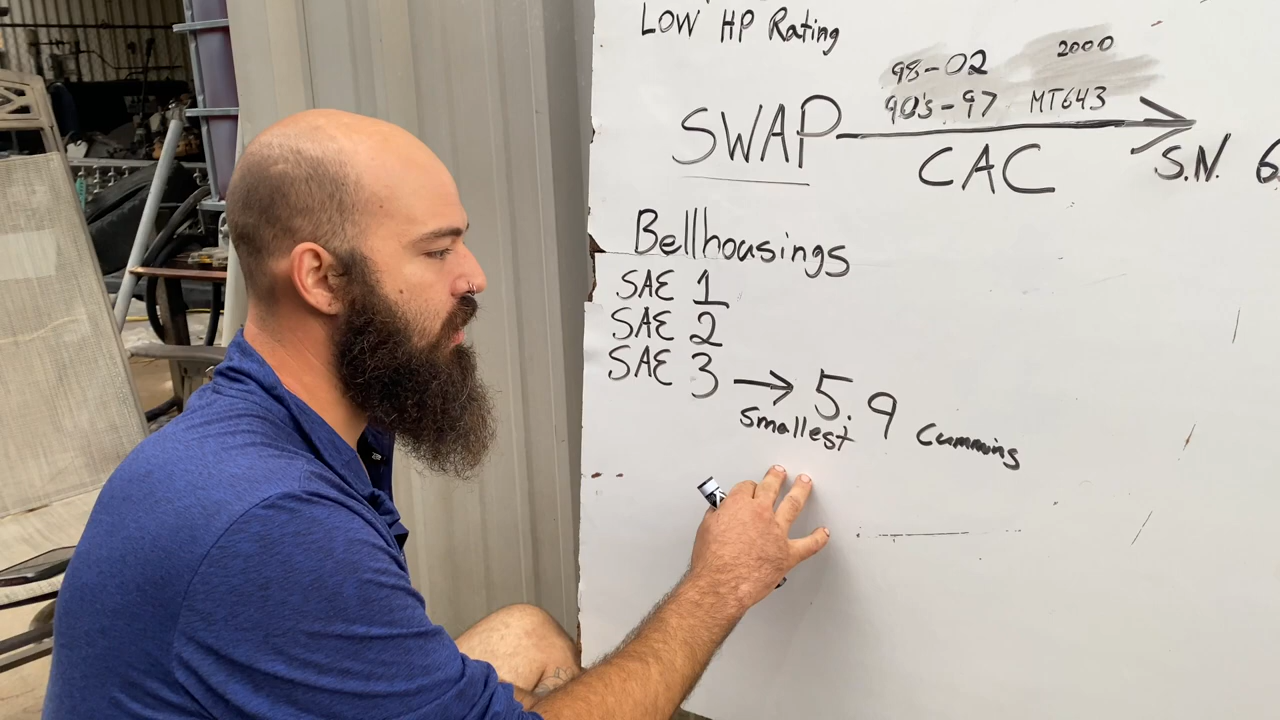 LOW HP Rating
98-02 2000
90's-97 MT643
SWAP
CAC
S.N. 6
Bellhousings
SAE 1
SAE 2
SAE 3 → 5.9 Cummins
Smallest